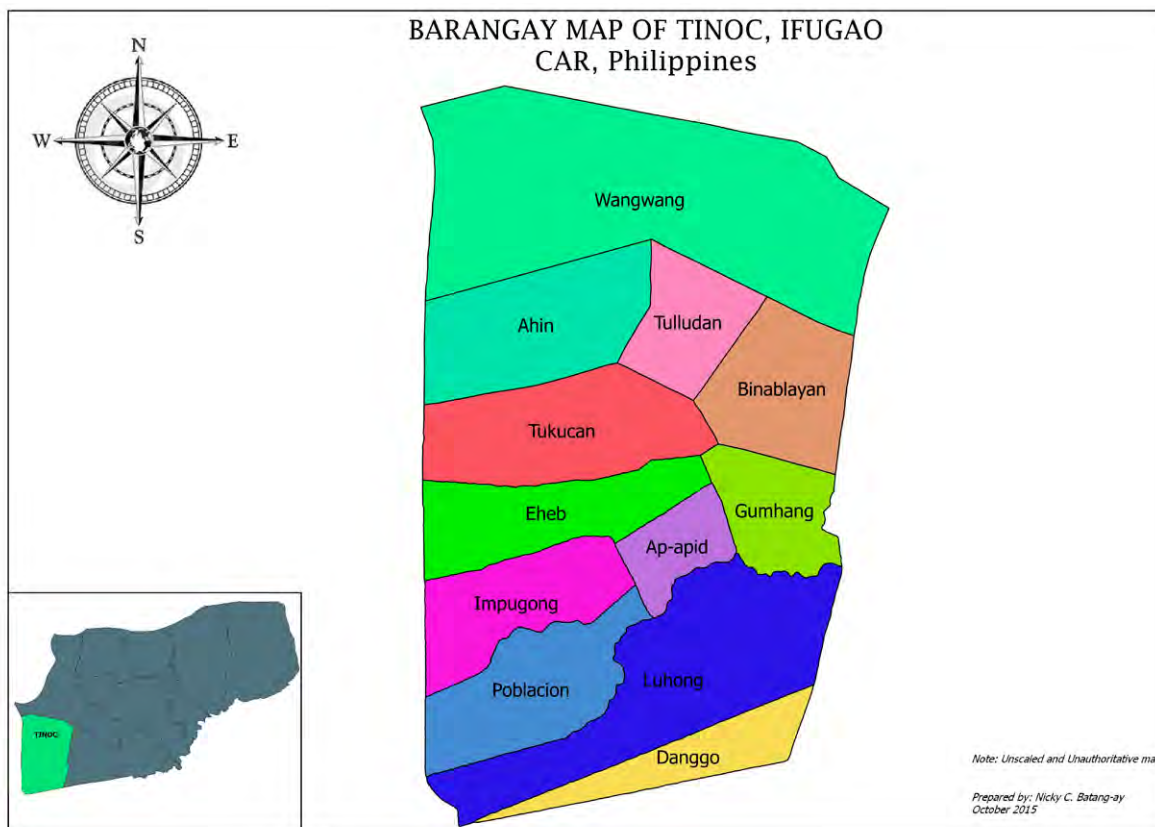 BARANGAY MAP OF TINOC, IFUGAO
CAR, Philippines
N
W
E
S
Wangwang
Ahin
Tulludan
Binablayan
Tukucan
Eheb
Gumhang
Ap-apid
Impugong
Poblacion
Luhong
Danggo
TINOC
Note: Unscaled and Unauthoritative ma
Prepared by: Nicky C. Batang-ay
October 2015